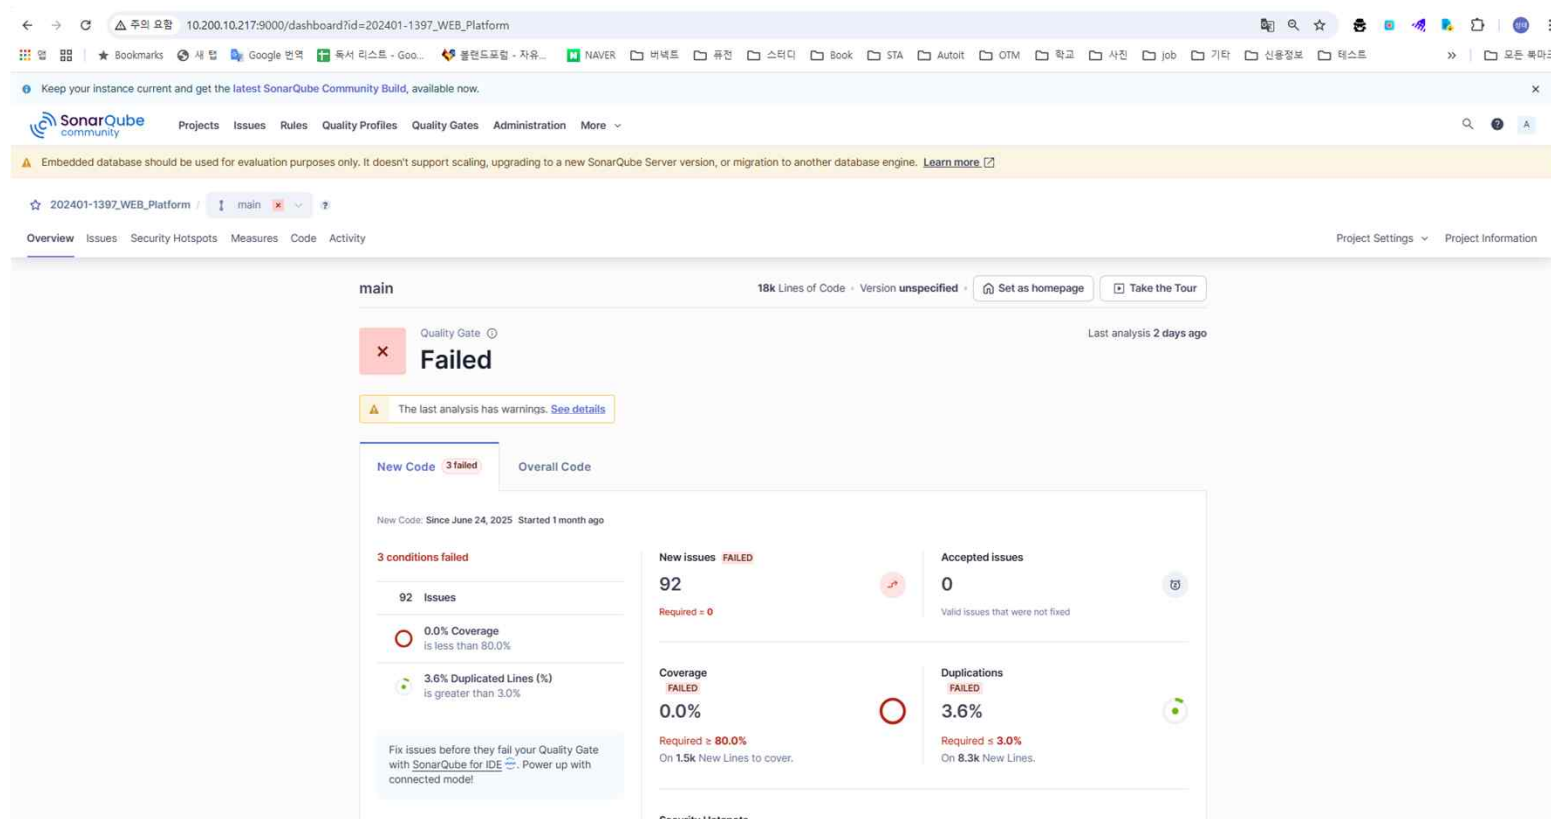 주의 요함 10.200.10.217:9000/dashboard?id=202401-1397_WEB_Platform
앱 Bookmarks 새 탭 Google 번역 독서 리스트 - Goo... 볼랜드포럼 - 자유... NAVER 버넥트 퓨전 스터디 Book STA Autoit OTM 학교 사진 job 기타 신용정보 테스트 » 모든 북마크
Keep your instance current and get the latest SonarQube Community Build, available now.
SonarQube community Projects Issues Rules Quality Profiles Quality Gates Administration More A
Embedded database should be used for evaluation purposes only. It doesn't support scaling, upgrading to a new SonarQube Server version, or migration to another database engine. Learn more
202401-1397_WEB_Platform / main ?
Overview Issues Security Hotspots Measures Code Activity Project Settings Project Information
main 18k Lines of Code • Version unspecified • Set as homepage Take the Tour
Quality Gate
Failed
Last analysis 2 days ago
The last analysis has warnings. See details
New Code 3 failed Overall Code
New Code: Since June 24, 2025 Started 1 month ago
3 conditions failed
92 Issues
0.0% Coverage
is less than 80.0%
3.6% Duplicated Lines (%)
is greater than 3.0%
Fix issues before they fail your Quality Gate
with SonarQube for IDE. Power up with
connected mode!
New issues FAILED
92
Required = 0
Accepted issues
0
Valid issues that were not fixed
Coverage
FAILED
0.0%
Required ≥ 80.0%
On 1.5k New Lines to cover.
Duplications
FAILED
3.6%
Required ≤ 3.0%
On 8.3k New Lines.
Security Hotspots